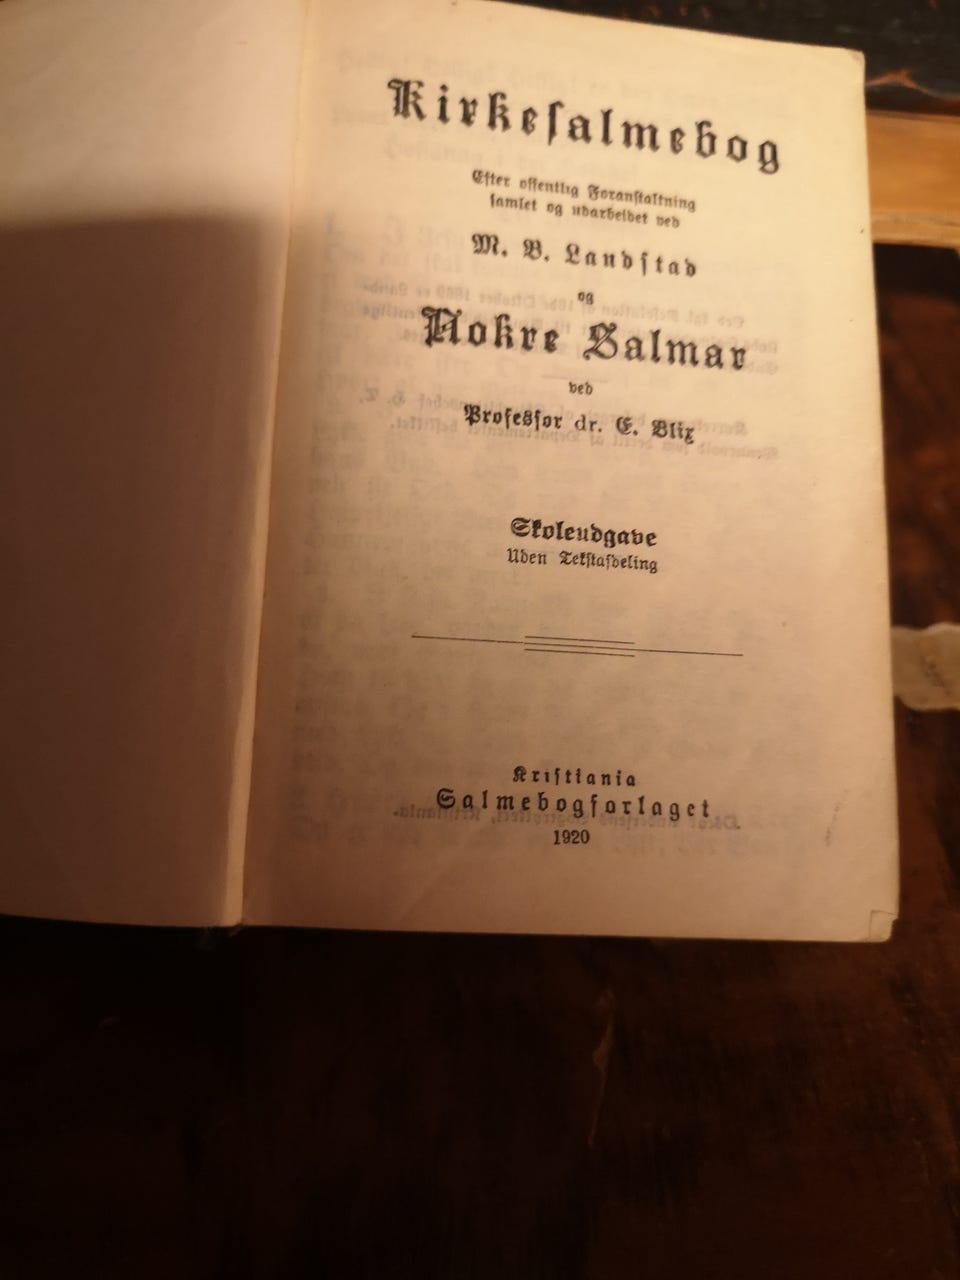 Kirkesalmebog
Efter offentlig Foranstaltning
samlet og udarbeidet ved
M. B. Landstad
og
Nokre Salmar
ved
Professor dr. E. Blix
Skoleudgave
Uden Tekstafdeling
Kristiania
Salmebogforlaget
1920